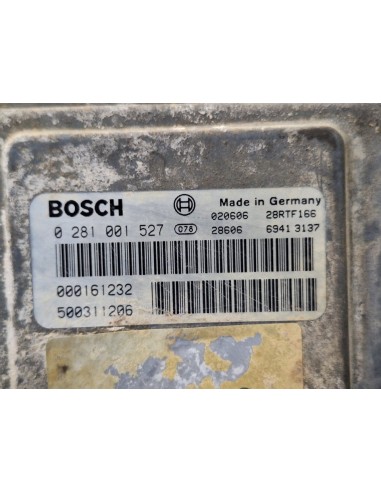 BOSCH
Made in Germany
020606 28RTF166
0 281 001 527 078 28606 6941 3137
000161232
500311206